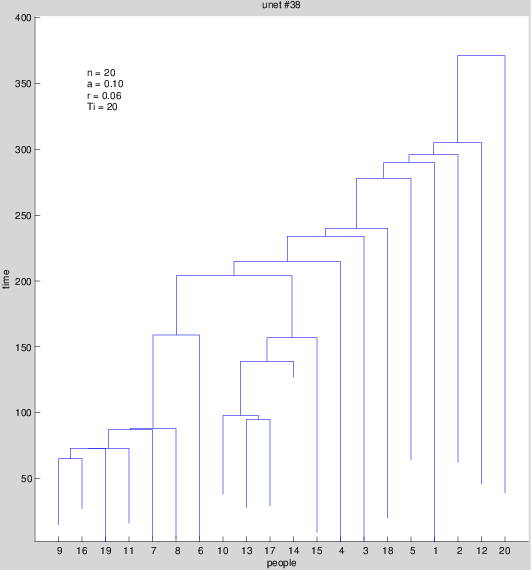 unet #38
400
n = 20
a = 0.10
r = 0.06
Ti = 20
350
300
250
200
time
150
100
50
9 16 19 11 7 8 6 10 13 17 14 15 4 3 18 5 1 2 12 20
people